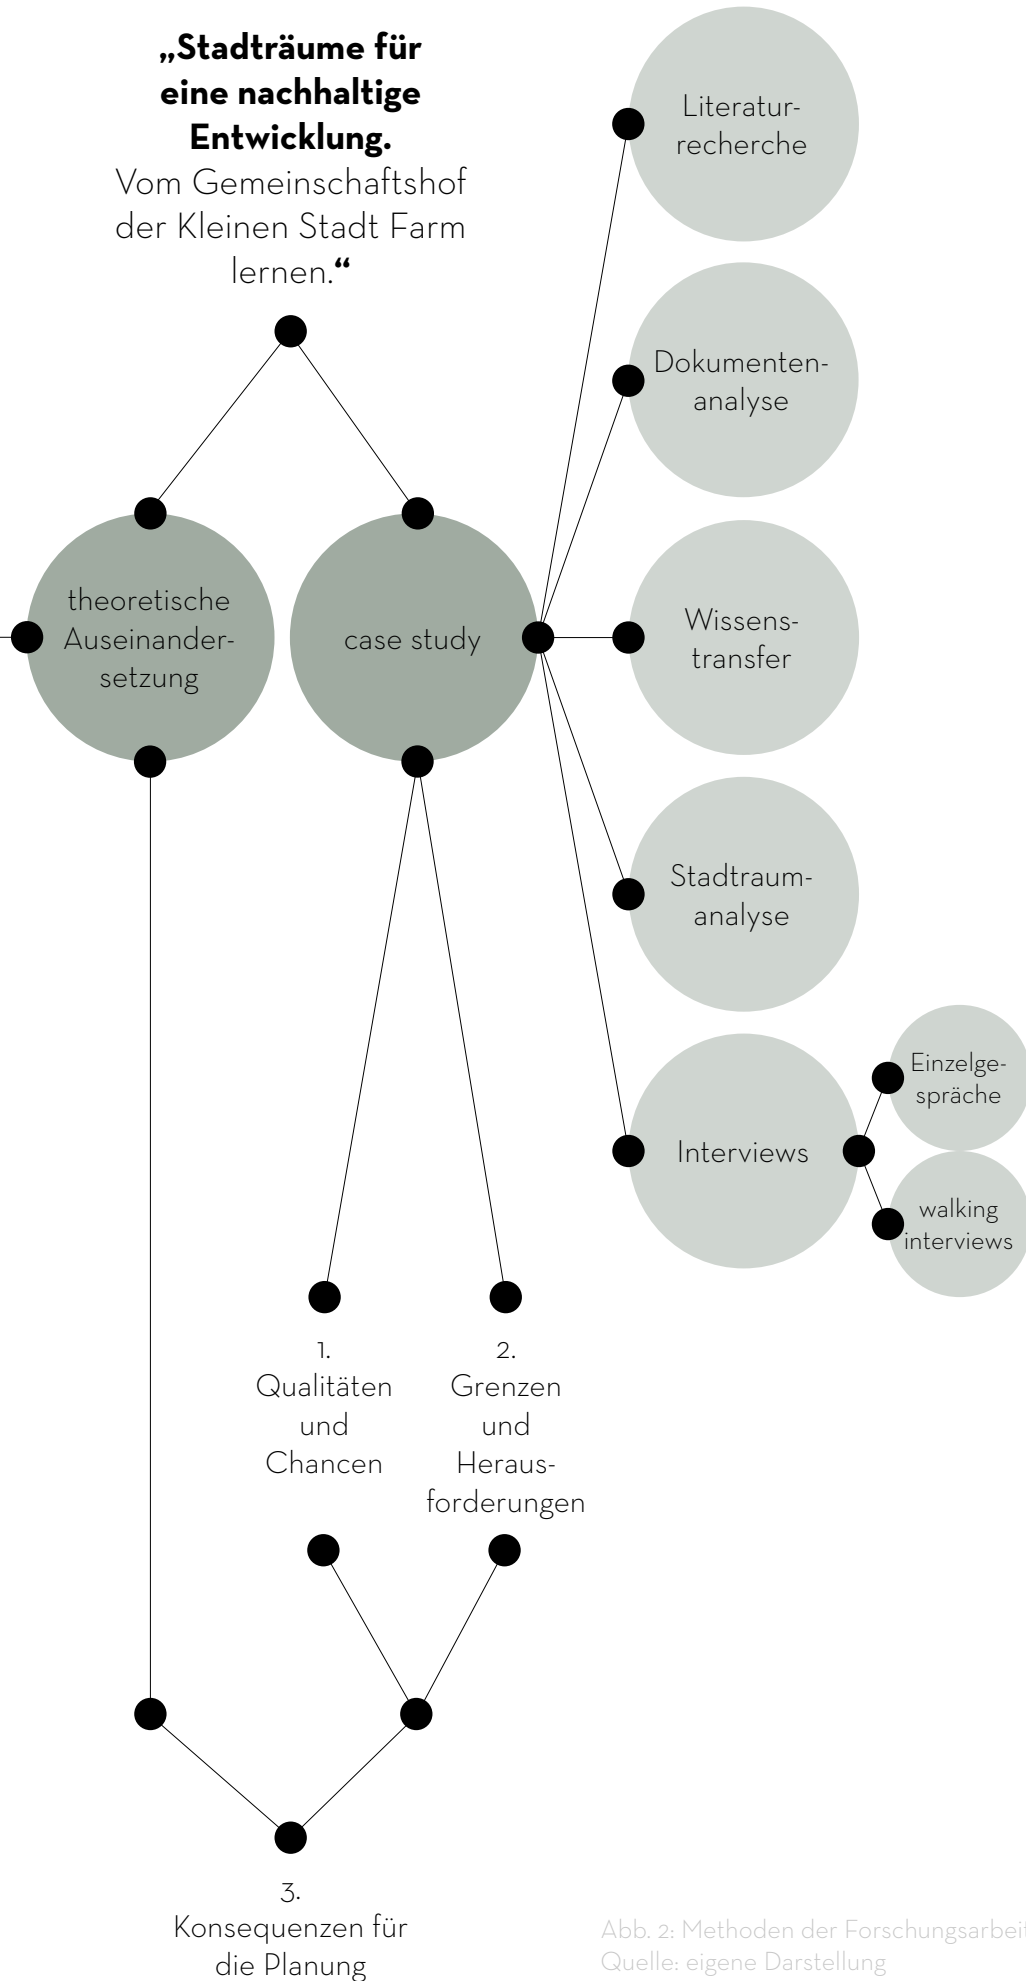 „Stadträume für
eine nachhaltige
Entwicklung.
Vom Gemeinschaftshof
der Kleinen Stadt Farm
lernen.“
theoretische
Auseinander-
setzung
case study
Literatur-
recherche
Dokumenten-
analyse
Wissens-
transfer
Stadtraum-
analyse
Interviews
Einzelge-
spräche
walking
interviews
1.
Qualitäten
und
Chancen
2.
Grenzen
und
Heraus-
forderungen
3.
Konsequenzen für
die Planung
Abb. 2: Methoden der Forschungsarbeit
Quelle: eigene Darstellung